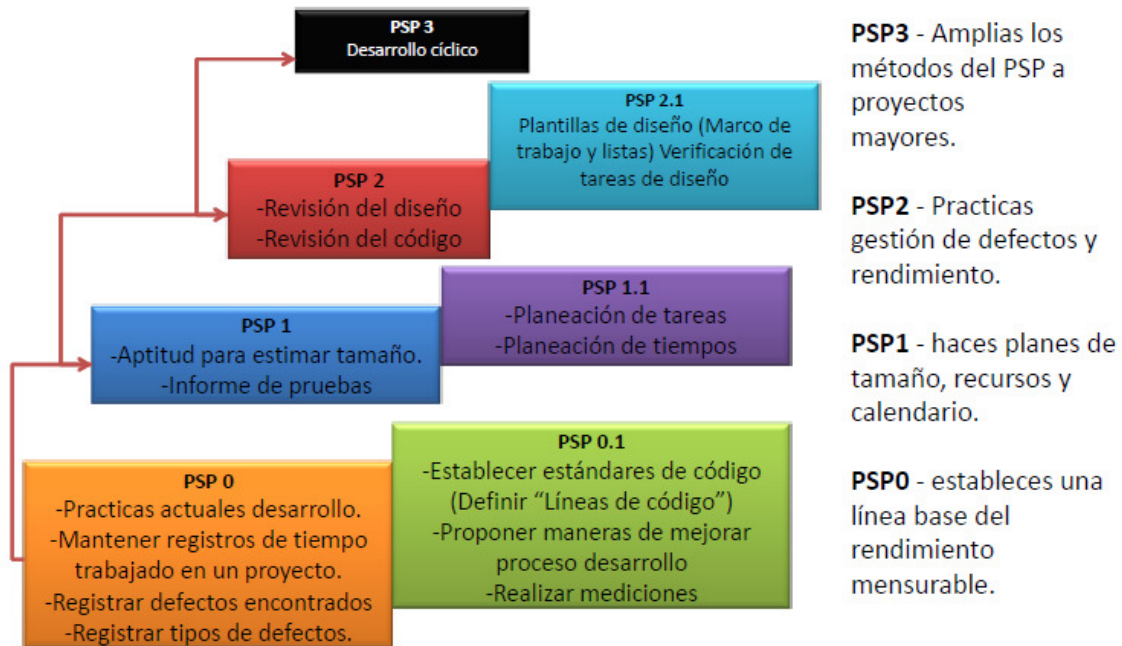 PSP 3
Desarrollo cíclico
PSP 2.1
Plantillas de diseño (Marco de
trabajo y listas) Verificación de
tareas de diseño
PSP 2
-Revisión del diseño
-Revisión del código
PSP 1.1
-Planeación de tareas
-Planeación de tiempos
PSP 1
-Aptitud para estimar tamaño.
-Informe de pruebas
PSP 0.1
-Establecer estándares de código
(Definir “Líneas de código”)
-Proponer maneras de mejorar
proceso desarrollo
-Realizar mediciones
PSP 0
-Practicas actuales desarrollo.
-Mantener registros de tiempo
trabajado en un proyecto.
-Registrar defectos encontrados
-Registrar tipos de defectos.
PSP3 - Amplias los
métodos del PSP a
proyectos
mayores.
PSP2 - Practicas
gestión de defectos y
rendimiento.
PSP1 - haces planes de
tamaño, recursos y
calendario.
PSP0 - estableces una
línea base del
rendimiento
mensurable.